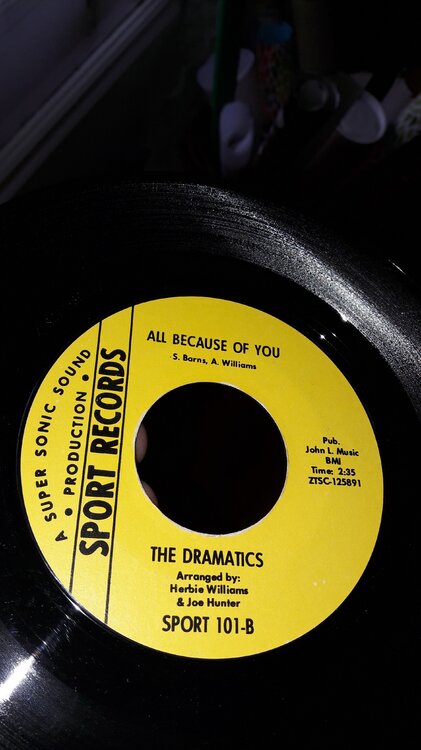 ALL BECAUSE OF YOU
S. Barns, A. Williams
A SUPER SONIC SOUND
• PRODUCTION •
SPORT RECORDS
Pub.
John L. Music
BMI
Time: 2:35
ZTSC-125891
THE DRAMATICS
Arranged by:
Herbie Williams
& Joe Hunter
SPORT 101-B